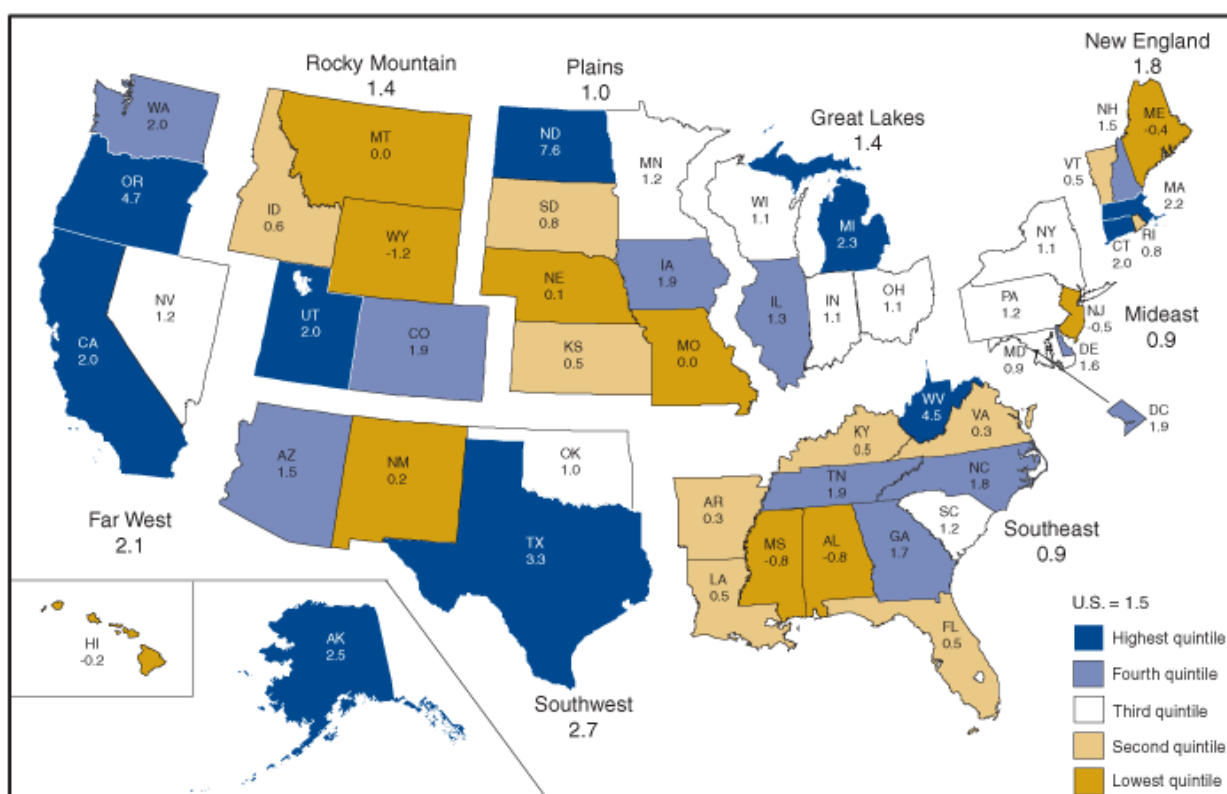 New England
1.8
Rocky Mountain
1.4
Plains
1.0
Great Lakes
1.4
WA
2.0
OR
4.7
CA
2.0
NV
1.2
ID
0.6
MT
0.0
WY
-1.2
UT
2.0
CO
1.9
ND
7.6
SD
0.8
NE
0.1
KS
0.5
MN
1.2
IA
1.9
MO
0.0
WI
1.1
MI
2.3
IL
1.3
IN
1.1
OH
1.1
NH
1.5
ME
-0.4
VT
0.5
MA
2.2
CT
2.0
RI
0.8
NY
1.1
PA
1.2
NJ
-0.5
MD
0.9
DE
1.6
DC
1.9
Mideast
0.9
AZ
1.5
NM
0.2
OK
1.0
TX
3.3
Far West
2.1
Southwest
2.7
WV
4.5
VA
0.3
KY
0.5
TN
1.9
NC
1.8
AR
0.3
SC
1.2
MS
-0.8
AL
-0.8
GA
1.7
LA
0.5
FL
0.5
Southeast
0.9
HI
-0.2
AK
2.5
U.S. = 1.5
Highest quintile
Fourth quintile
Third quintile
Second quintile
Lowest quintile